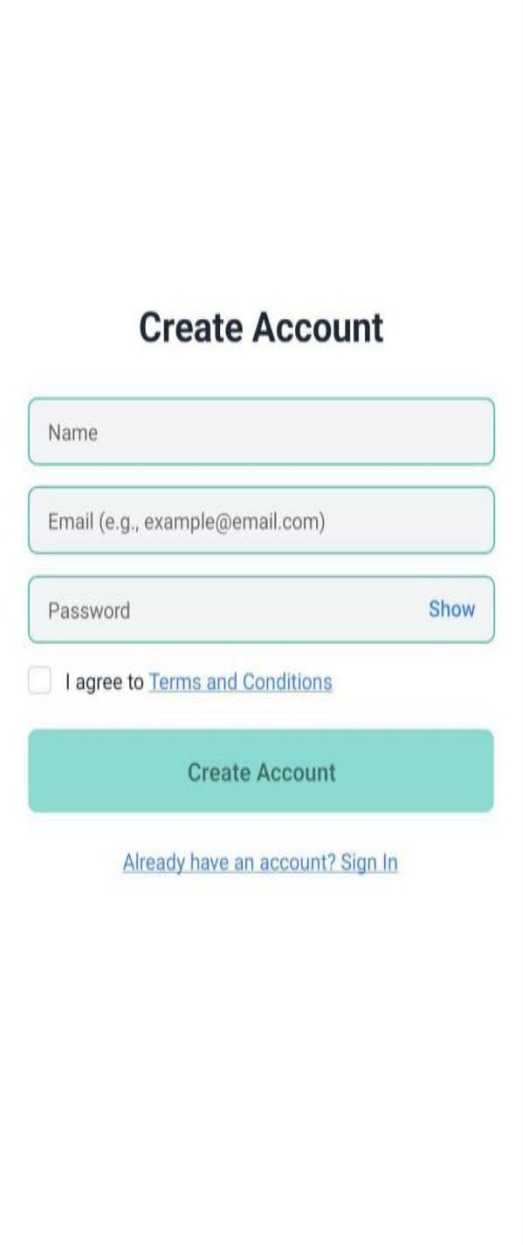 Create Account
Name
Email (e.g., example@email.com)
Password Show
I agree to Terms and Conditions
Create Account
Already have an account? Sign In